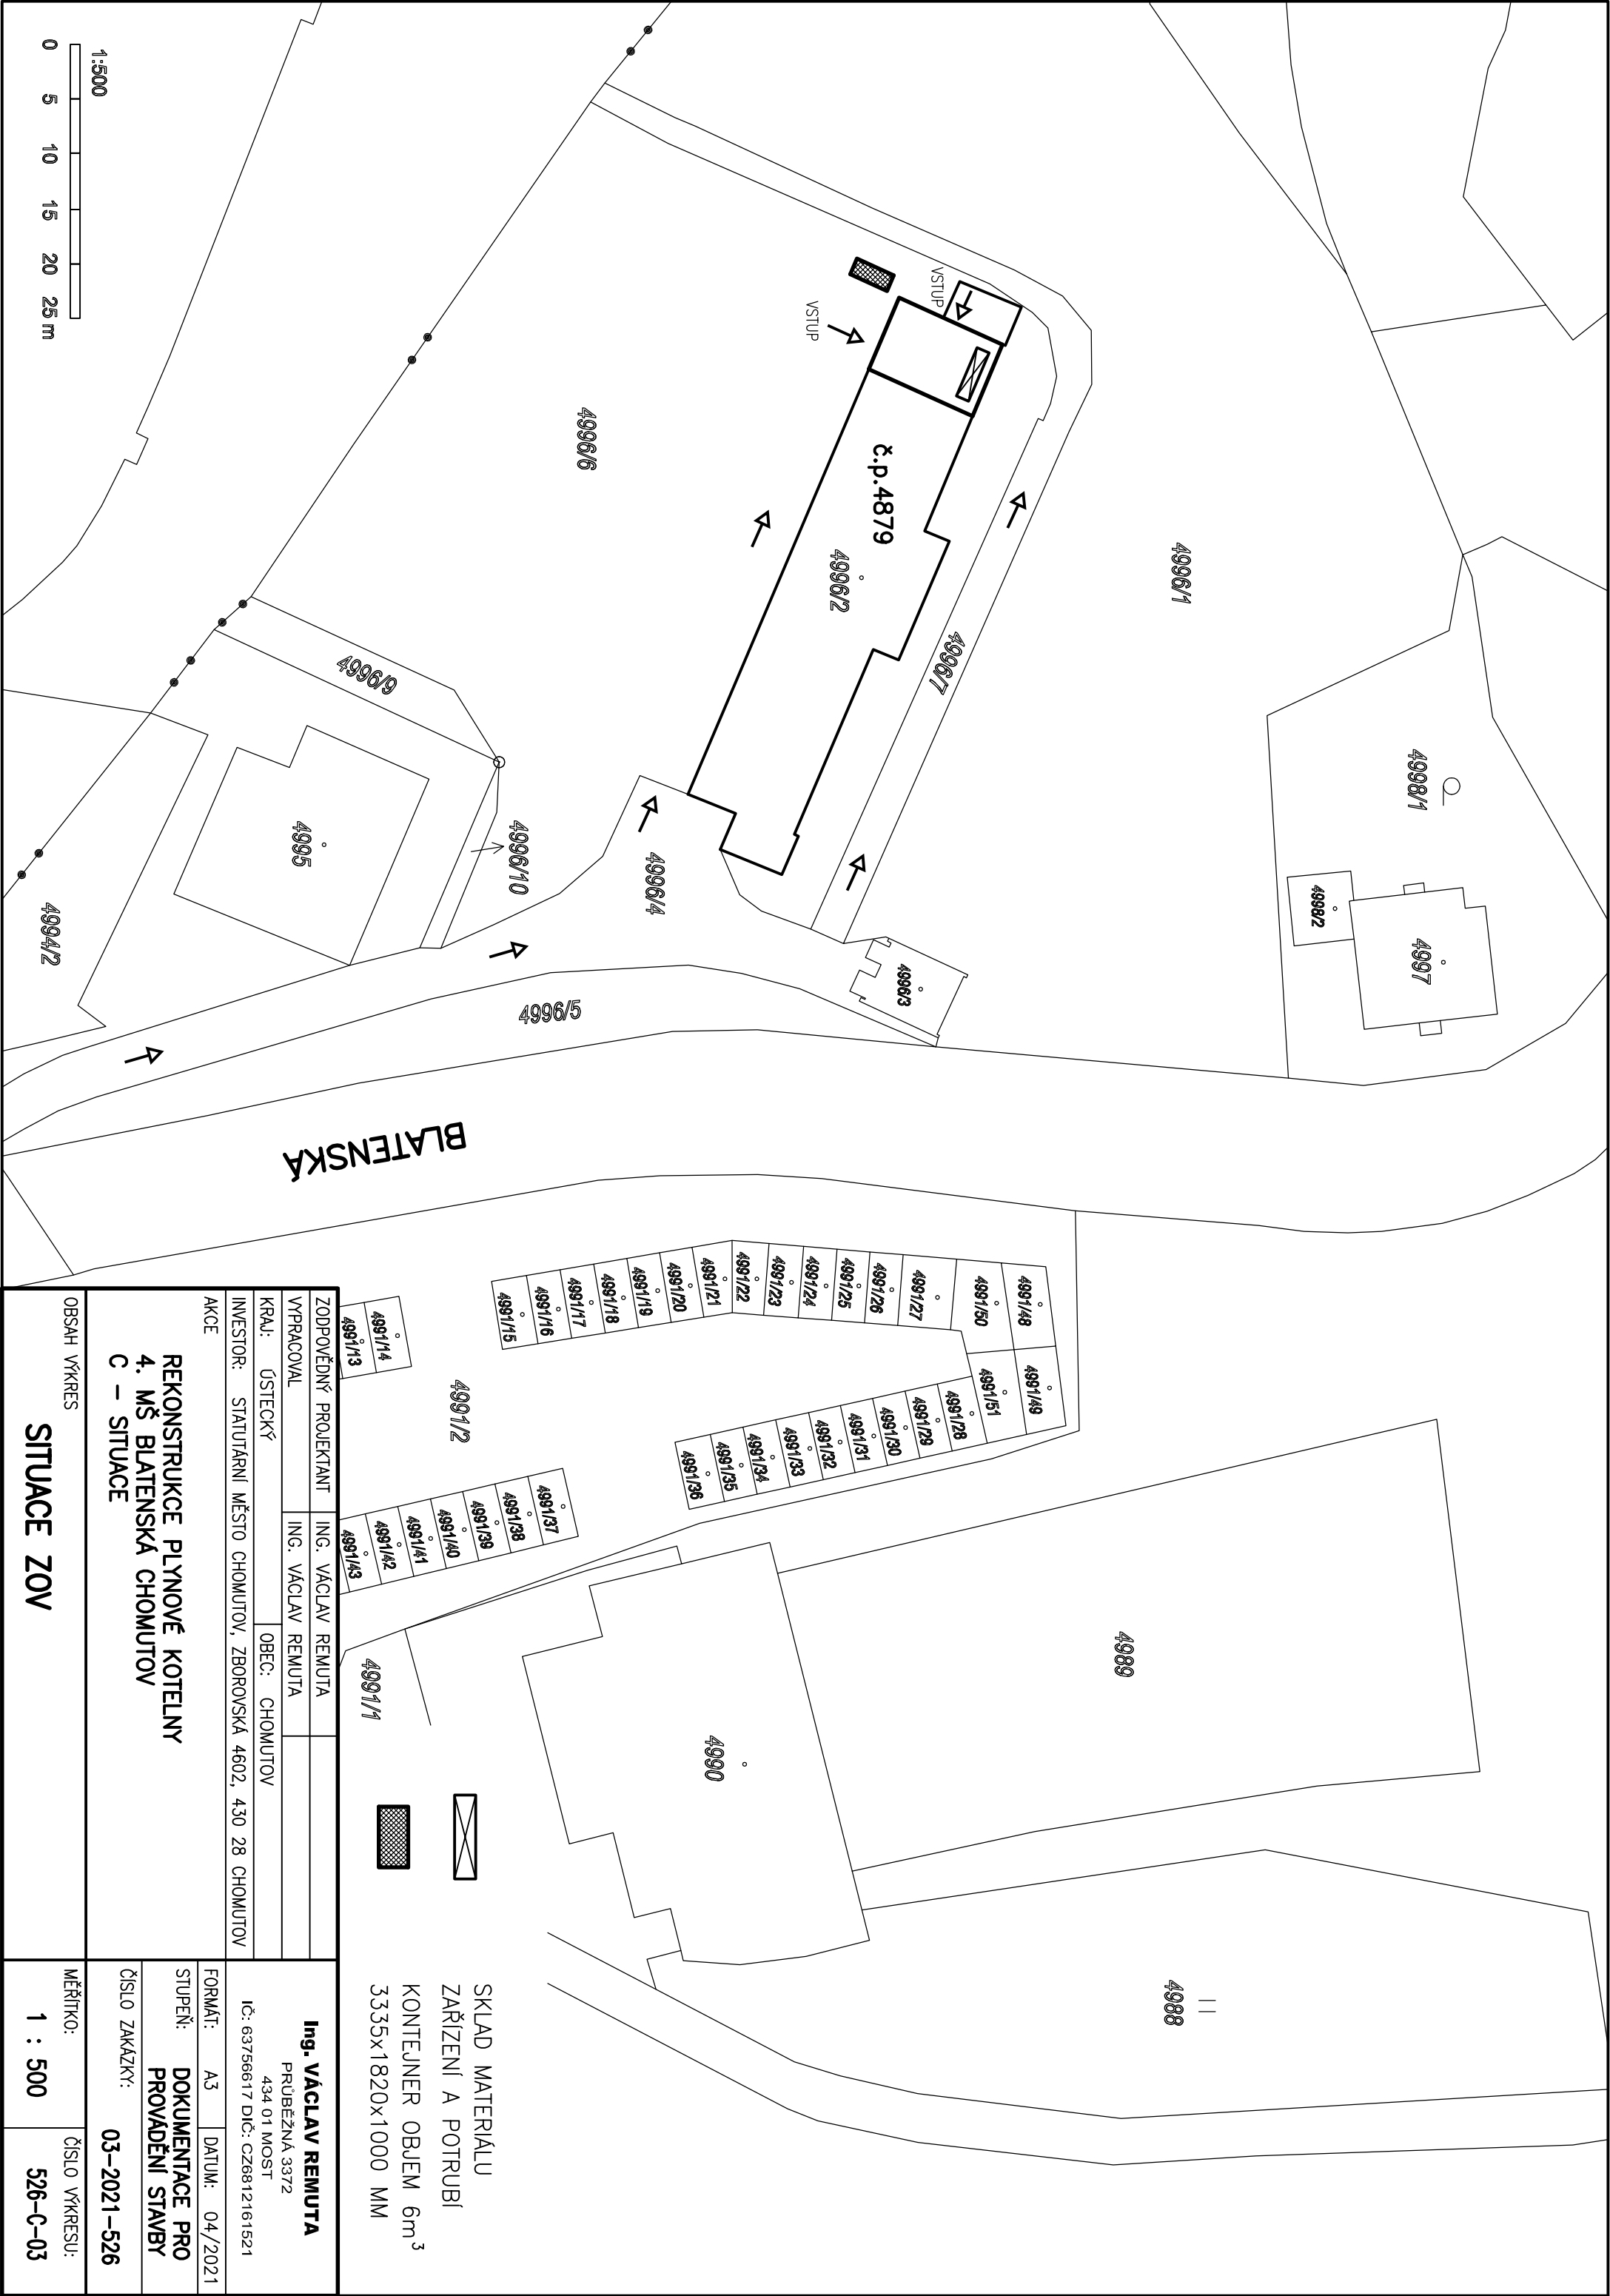 1:500
0 5 10 15 20 25 m
VSTUP
VSTUP
č.p.4879
4996/6
4996/2
4996/1
4996/7
4996/9
4996/10
4996/4
4996/3
4996/5
4995
4994/2
4998/1
4998/2
4997
BLATENSKÁ
4991/48
4991/50
4991/27
4991/26
4991/25
4991/24
4991/23
4991/22
4991/21
4991/20
4991/19
4991/18
4991/17
4991/16
4991/15
4991/14
4991/13
4991/49
4991/51
4991/28
4991/29
4991/30
4991/31
4991/32
4991/33
4991/34
4991/35
4991/36
4991/37
4991/38
4991/39
4991/40
4991/41
4991/42
4991/43
4991/2
4991/1
4989
4990
4988
SKLAD MATERIÁLU
ZAŘÍZENÍ A POTRUBÍ
KONTEJNER OBJEM 6m³
3335x1820x1000 MM
ZODPOVĚDNÝ PROJEKTANT ING. VÁCLAV REMUTA
VYPRACOVAL ING. VÁCLAV REMUTA
KRAJ: ÚSTECKÝ OBEC: CHOMUTOV
INVESTOR: STATUTÁRNÍ MĚSTO CHOMUTOV, ZBOROVSKÁ 4602, 430 28 CHOMUTOV
AKCE
REKONSTRUKCE PLYNOVÉ KOTELNY
4. MŠ BLATENSKÁ CHOMUTOV
C – SITUACE
OBSAH VÝKRES
SITUACE ZOV
Ing. VÁCLAV REMUTA
PRŮBĚŽNÁ 3372
434 01 MOST
IČ: 63756617 DIČ: CZ6812161521
FORMÁT: A3 DATUM: 04/2021
STUPEŇ: DOKUMENTACE PRO
PROVÁDĚNÍ STAVBY
ČÍSLO ZAKÁZKY: 03-2021-526
MĚŘÍTKO: ČÍSLO VÝKRESU:
1 : 500 526-C-03